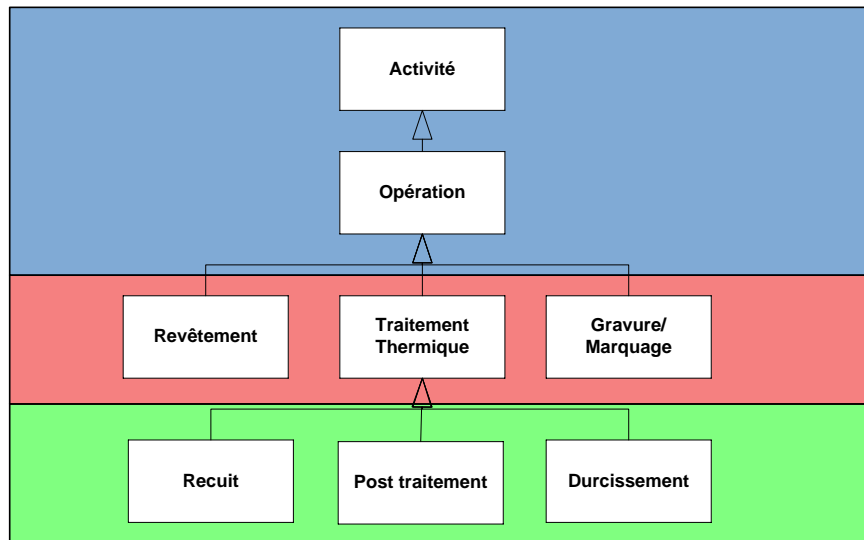 Activité
Opération
Revêtement
Traitement
Thermique
Gravure/
Marquage
Recuit
Post traitement
Durcissement